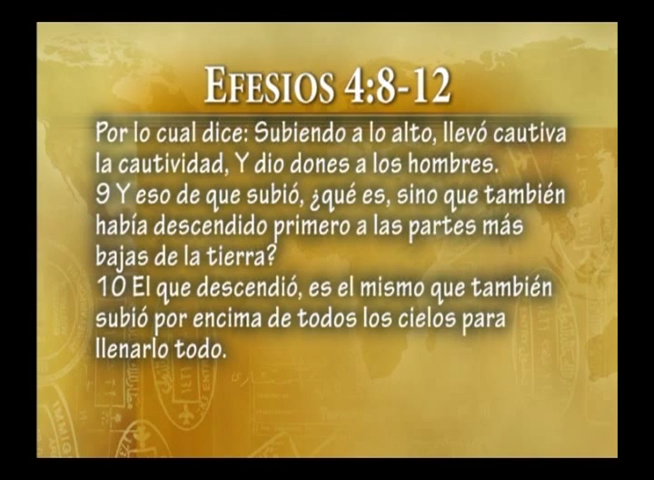 EFESIOS 4:8-12
Por lo cual dice: Subiendo a lo alto, llevó cautiva
la cautividad, Y dio dones a los hombres.
9 Y eso de que subió, ¿qué es, sino que también
había descendido primero a las partes más
bajas de la tierra?
10 El que descendió, es el mismo que también
subió por encima de todos los cielos para
llenarlo todo.